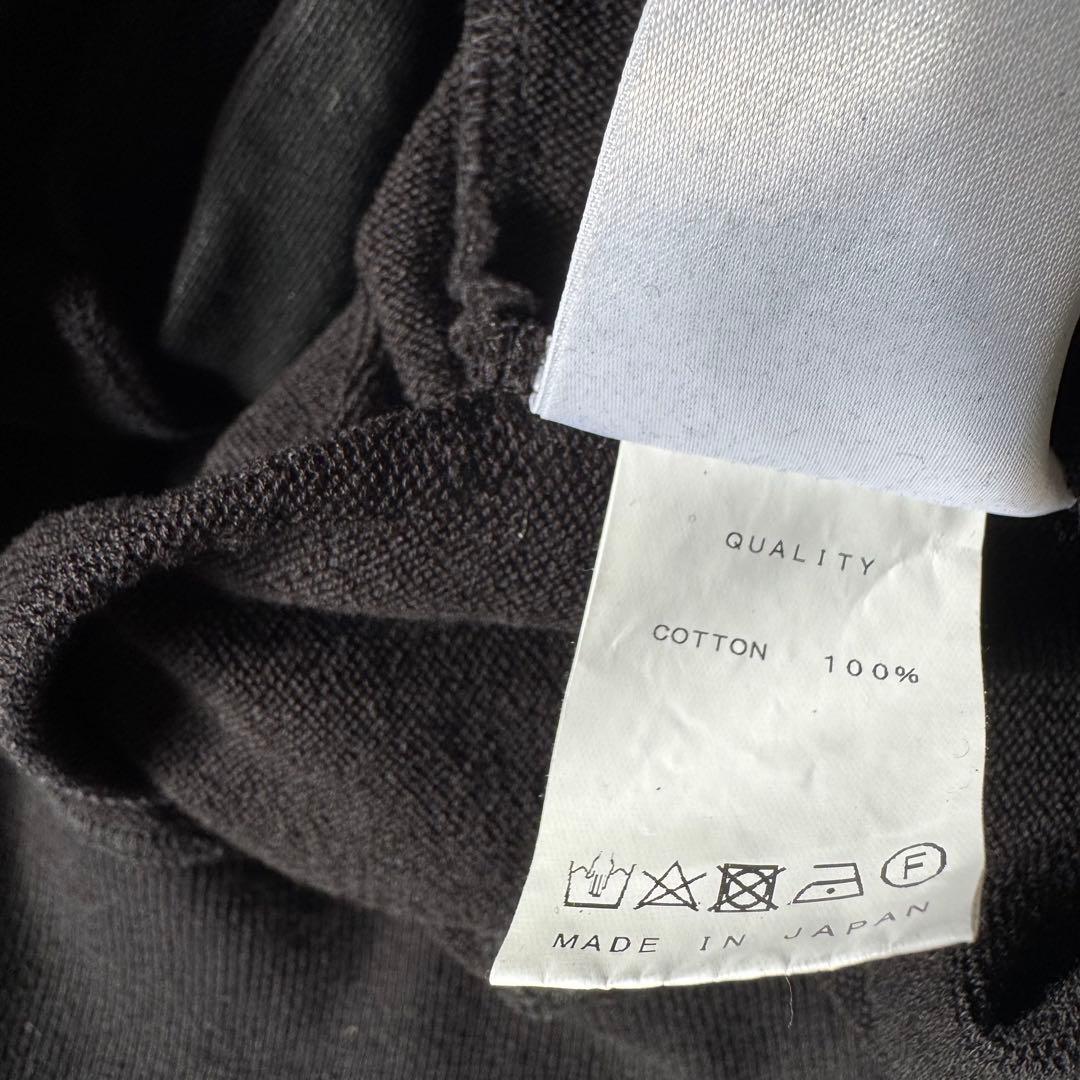 QUALITY
COTTON 100%
F
MADE IN JAPAN